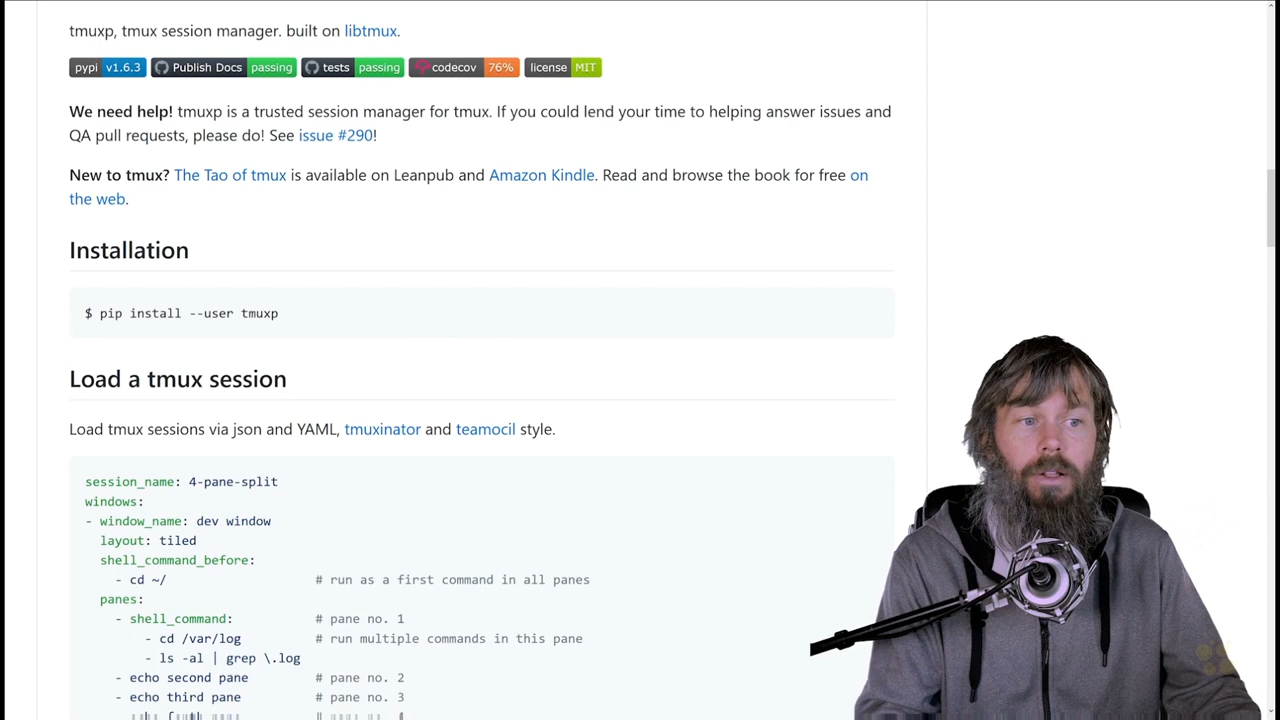 tmuxp, tmux session manager. built on libtmux.
pypi v1.6.3 Publish Docs passing tests passing codecov 76% license MIT
We need help! tmuxp is a trusted session manager for tmux. If you could lend your time to helping answer issues and
QA pull requests, please do! See issue #290!
New to tmux? The Tao of tmux is available on Leanpub and Amazon Kindle. Read and browse the book for free on
the web.
Installation
$ pip install --user tmuxp
Load a tmux session
Load tmux sessions via json and YAML, tmuxinator and teamocil style.
session_name: 4-pane-split
windows:
- window_name: dev window
layout: tiled
shell_command_before:
- cd ~/ # run as a first command in all panes
panes:
- shell_command: # pane no. 1
- cd /var/log # run multiple commands in this pane
- ls -al | grep \.log
- echo second pane # pane no. 2
- echo third pane # pane no. 3